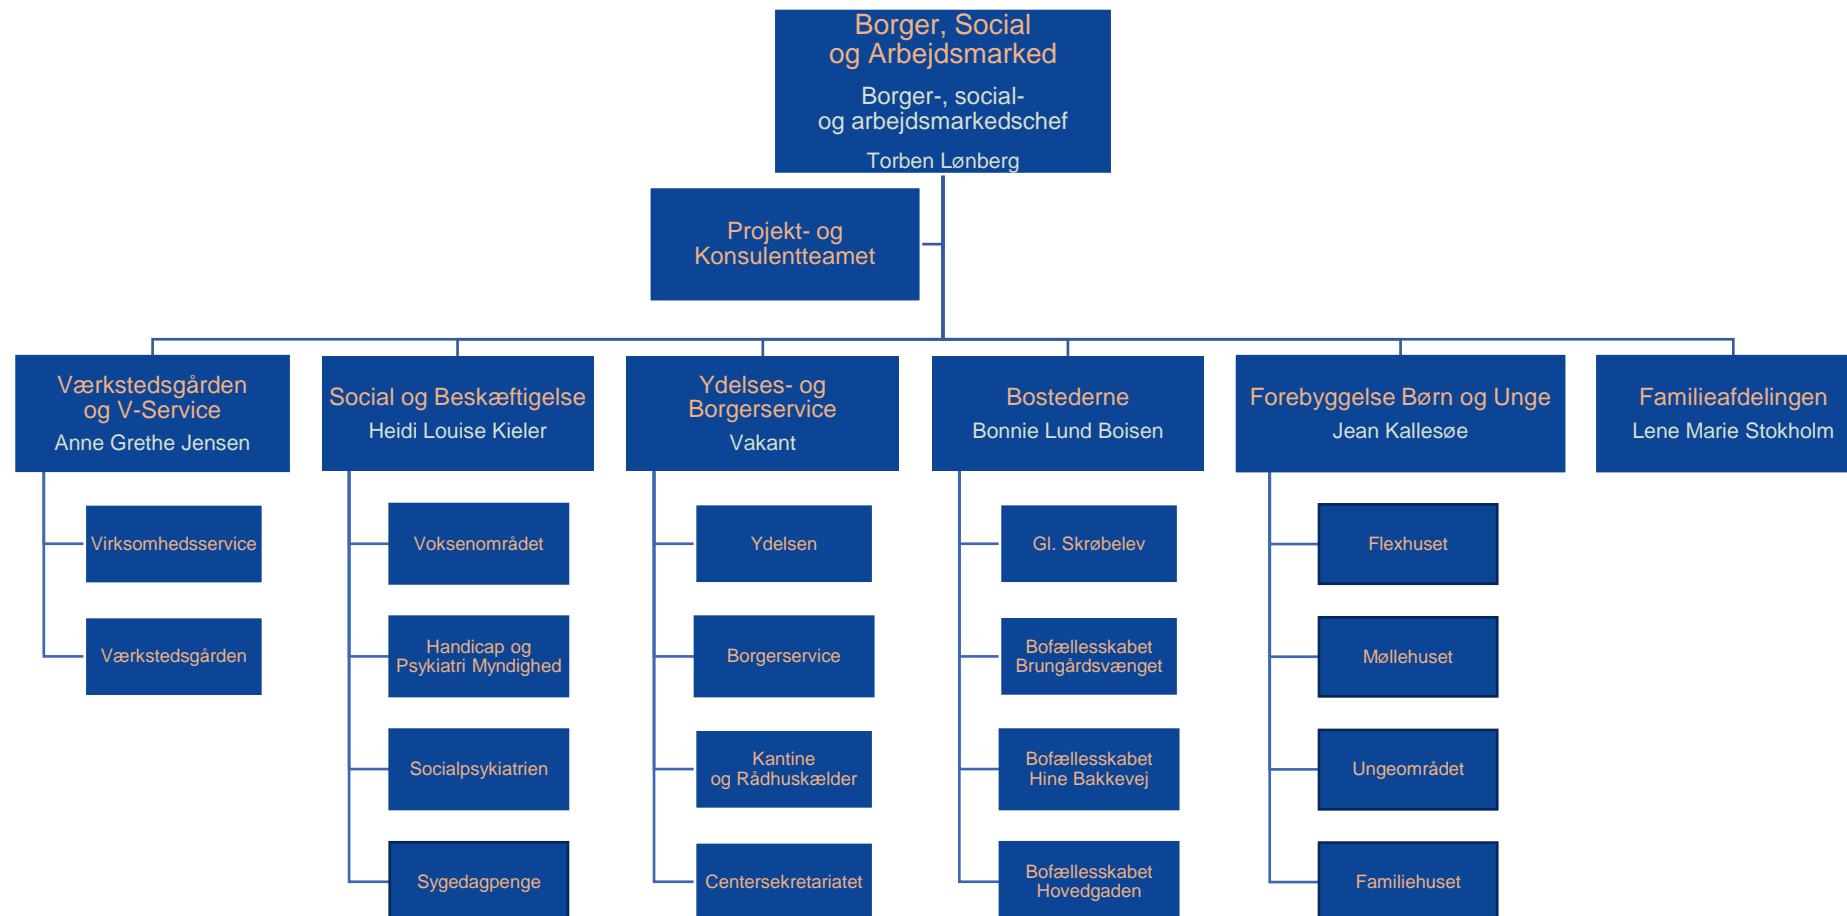 Borger, Social
og Arbejdsmarked
Borger-, social-
og arbejdsmarkedschef
Torben Lønberg
Projekt- og
Konsulentteamet
Værkstedsgården
og V-Service
Anne Grethe Jensen
Virksomhedsservice
Værkstedsgården
Social og Beskæftigelse
Heidi Louise Kieler
Voksenområdet
Handicap og
Psykiatri Myndighed
Socialpsykiatrien
Sygedagpenge
Ydelses- og
Borgerservice
Vakant
Ydelsen
Borgerservice
Kantine
og Rådhuskælder
Centersekretariatet
Bostederne
Bonnie Lund Boisen
Gl. Skrøbelev
Bofællesskabet
Brungårdsvænget
Bofællesskabet
Hine Bakkevej
Bofællesskabet
Hovedgaden
Forebyggelse Børn og Unge
Jean Kallesøe
Flexhuset
Møllehuset
Ungeområdet
Familiehuset
Familieafdelingen
Lene Marie Stokholm